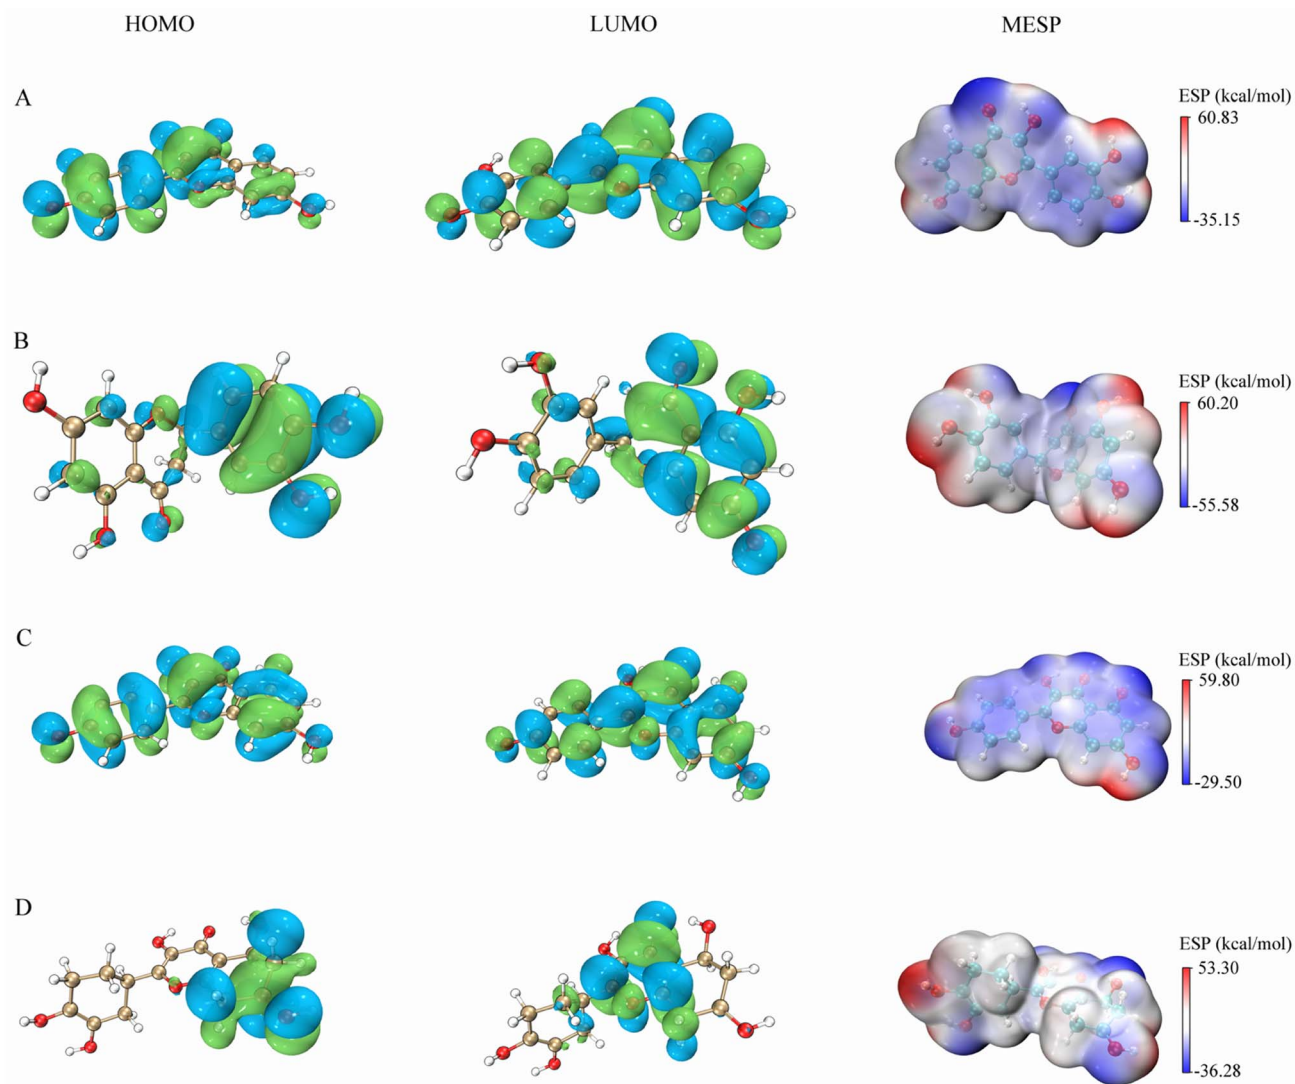 HOMO LUMO MESP
A
ESP (kcal/mol)
60.83
-35.15
B
ESP (kcal/mol)
60.20
-55.58
C
ESP (kcal/mol)
59.80
-29.50
D
ESP (kcal/mol)
53.30
-36.28